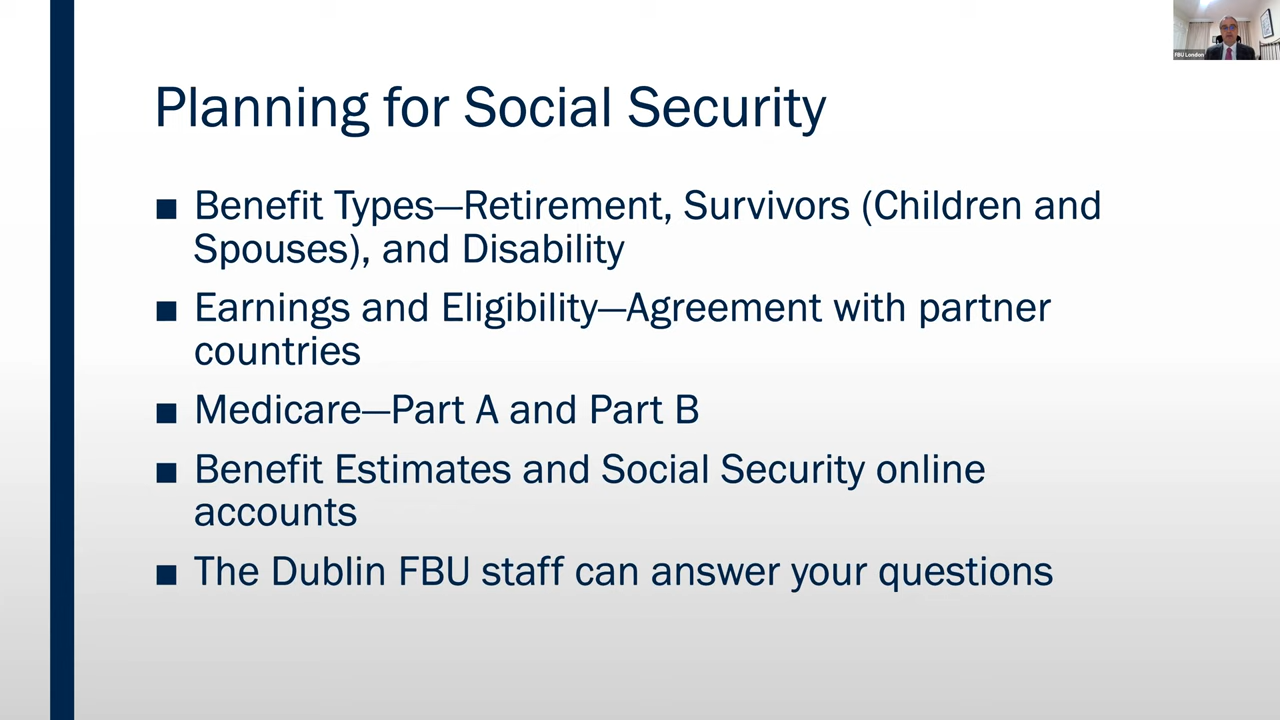 FBU London
Planning for Social Security
■ Benefit Types—Retirement, Survivors (Children and
Spouses), and Disability
■ Earnings and Eligibility—Agreement with partner
countries
■ Medicare—Part A and Part B
■ Benefit Estimates and Social Security online
accounts
■ The Dublin FBU staff can answer your questions